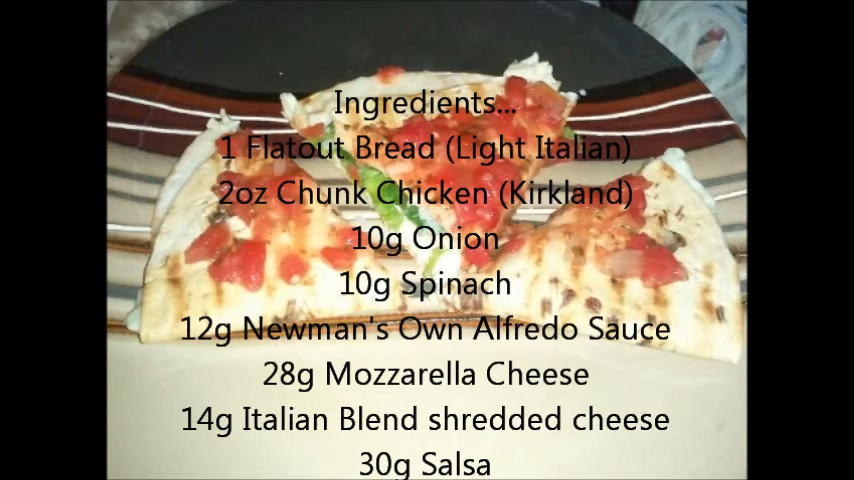 Ingredients...
1 Flatout Bread (Light Italian)
2oz Chunk Chicken (Kirkland)
10g Onion
10g Spinach
12g Newman's Own Alfredo Sauce
28g Mozzarella Cheese
14g Italian Blend shredded cheese
30g Salsa